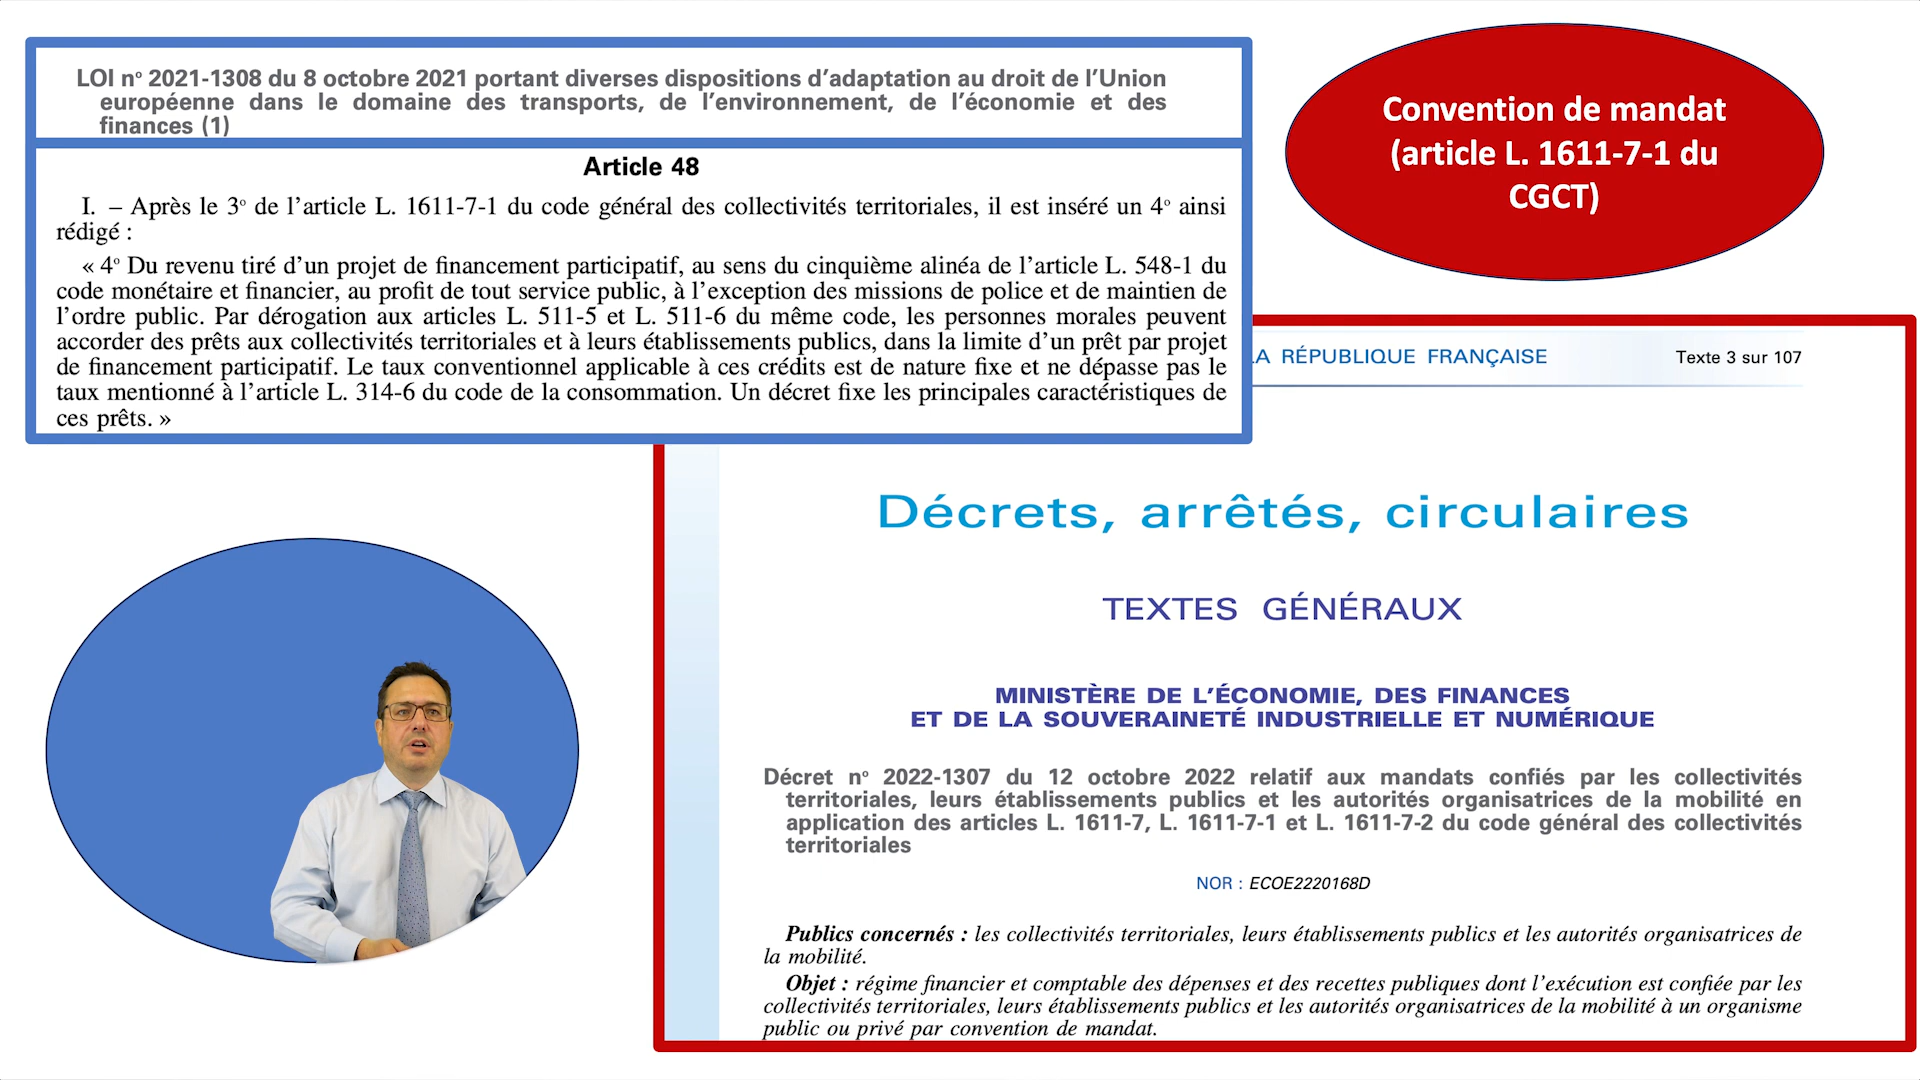 LOI nº 2021-1308 du 8 octobre 2021 portant diverses dispositions d’adaptation au droit de l’Union
européenne dans le domaine des transports, de l’environnement, de l’économie et des
finances (1)
Article 48
I. – Après le 3º de l’article L. 1611-7-1 du code général des collectivités territoriales, il est inséré un 4º ainsi
rédigé :
« 4º Du revenu tiré d’un projet de financement participatif, au sens du cinquième alinéa de l’article L. 548-1 du
code monétaire et financier, au profit de tout service public, à l’exception des missions de police et de maintien de
l’ordre public. Par dérogation aux articles L. 511-5 et L. 511-6 du même code, les personnes morales peuvent
accorder des prêts aux collectivités territoriales et à leurs établissements publics, dans la limite d’un prêt par projet
de financement participatif. Le taux conventionnel applicable à ces crédits est de nature fixe et ne dépasse pas le
taux mentionné à l’article L. 314-6 du code de la consommation. Un décret fixe les principales caractéristiques de
ces prêts. »
Convention de mandat
(article L. 1611-7-1 du
CGCT)
LA RÉPUBLIQUE FRANÇAISE
Texte 3 sur 107
Décrets, arrêtés, circulaires
TEXTES GÉNÉRAUX
MINISTÈRE DE L’ÉCONOMIE, DES FINANCES
ET DE LA SOUVERAINETÉ INDUSTRIELLE ET NUMÉRIQUE
Décret nº 2022-1307 du 12 octobre 2022 relatif aux mandats confiés par les collectivités
territoriales, leurs établissements publics et les autorités organisatrices de la mobilité en
application des articles L. 1611-7, L. 1611-7-1 et L. 1611-7-2 du code général des collectivités
territoriales
NOR : ECOE2220168D
Publics concernés : les collectivités territoriales, leurs établissements publics et les autorités organisatrices de
la mobilité.
Objet : régime financier et comptable des dépenses et des recettes publiques dont l’exécution est confiée par les
collectivités territoriales, leurs établissements publics et les autorités organisatrices de la mobilité à un organisme
public ou privé par convention de mandat.